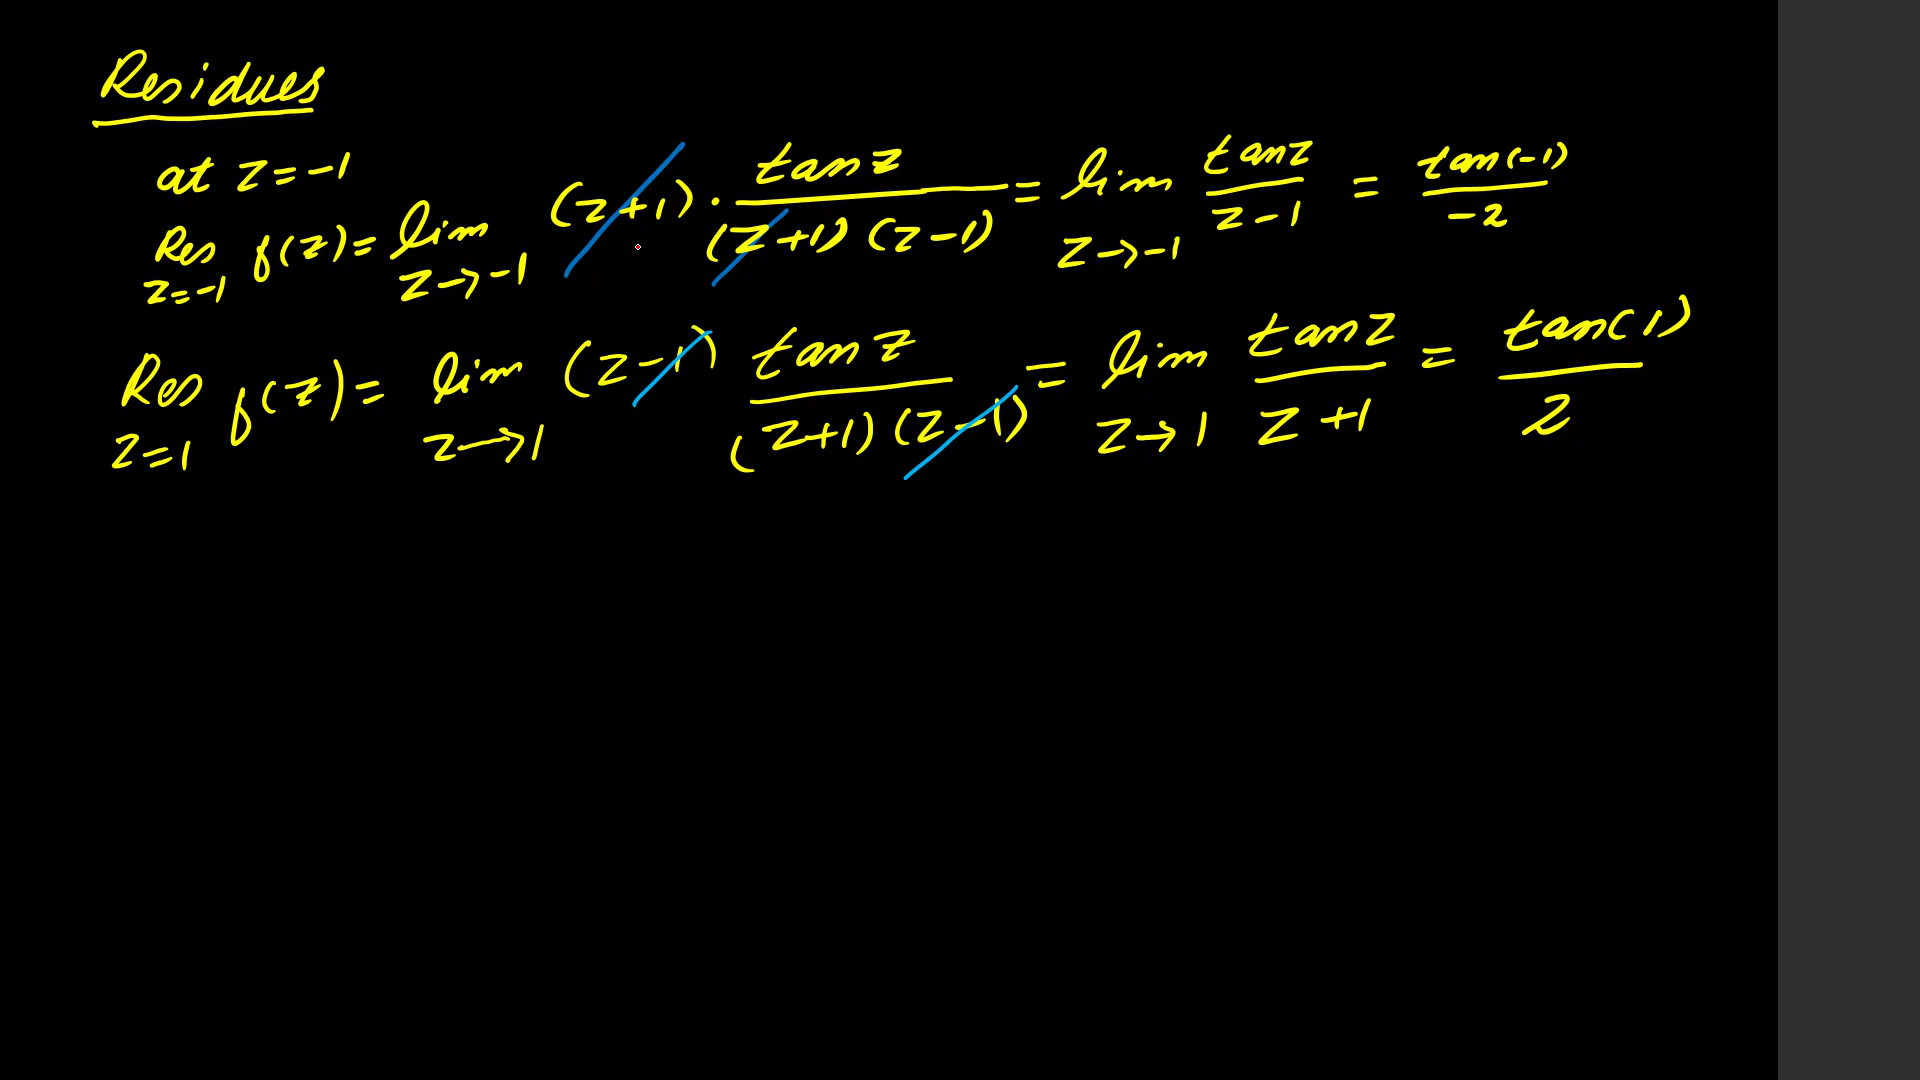 Residues
at z = -1
Res f(z) = lim (z+1) · tan z / (z+1)(z-1) = lim tan z / z-1 = tan(-1) / -2
z=-1 z→-1 z→-1
Res f(z) = lim (z-1) tan z / (z+1)(z-1) = lim tan z / z+1 = tan(1) / 2
z=1 z→1 z→1